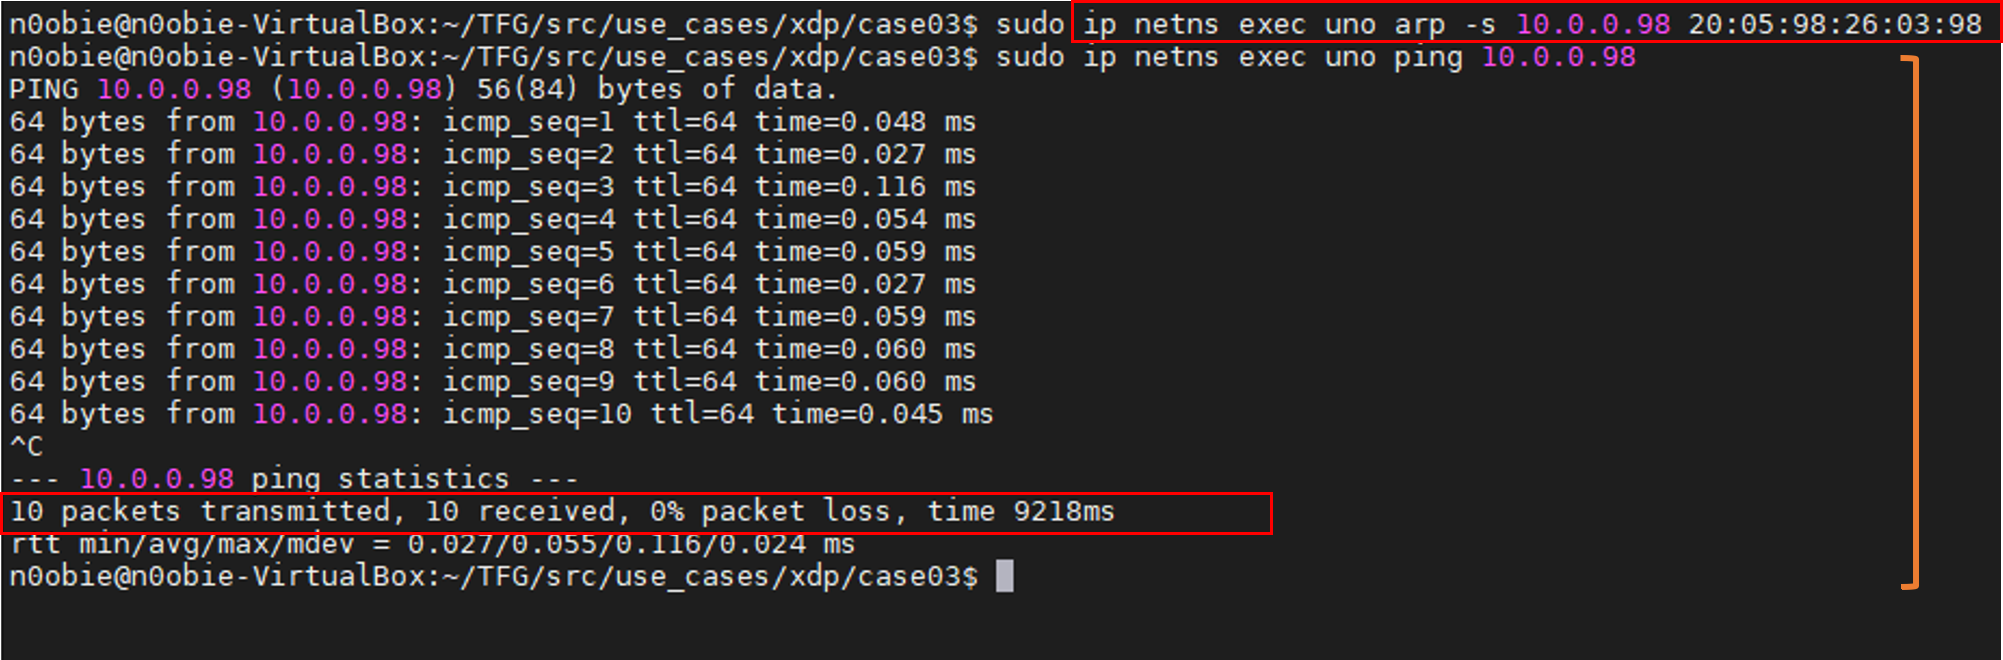 n0obie@n0obie-VirtualBox:~/TFG/src/use_cases/xdp/case03$ sudo ip netns exec uno arp -s 10.0.0.98 20:05:98:26:03:98
n0obie@n0obie-VirtualBox:~/TFG/src/use_cases/xdp/case03$ sudo ip netns exec uno ping 10.0.0.98
PING 10.0.0.98 (10.0.0.98) 56(84) bytes of data.
64 bytes from 10.0.0.98: icmp_seq=1 ttl=64 time=0.048 ms
64 bytes from 10.0.0.98: icmp_seq=2 ttl=64 time=0.027 ms
64 bytes from 10.0.0.98: icmp_seq=3 ttl=64 time=0.116 ms
64 bytes from 10.0.0.98: icmp_seq=4 ttl=64 time=0.054 ms
64 bytes from 10.0.0.98: icmp_seq=5 ttl=64 time=0.059 ms
64 bytes from 10.0.0.98: icmp_seq=6 ttl=64 time=0.027 ms
64 bytes from 10.0.0.98: icmp_seq=7 ttl=64 time=0.059 ms
64 bytes from 10.0.0.98: icmp_seq=8 ttl=64 time=0.060 ms
64 bytes from 10.0.0.98: icmp_seq=9 ttl=64 time=0.060 ms
64 bytes from 10.0.0.98: icmp_seq=10 ttl=64 time=0.045 ms
^C
--- 10.0.0.98 ping statistics ---
10 packets transmitted, 10 received, 0% packet loss, time 9218ms
rtt min/avg/max/mdev = 0.027/0.055/0.116/0.024 ms
n0obie@n0obie-VirtualBox:~/TFG/src/use_cases/xdp/case03$